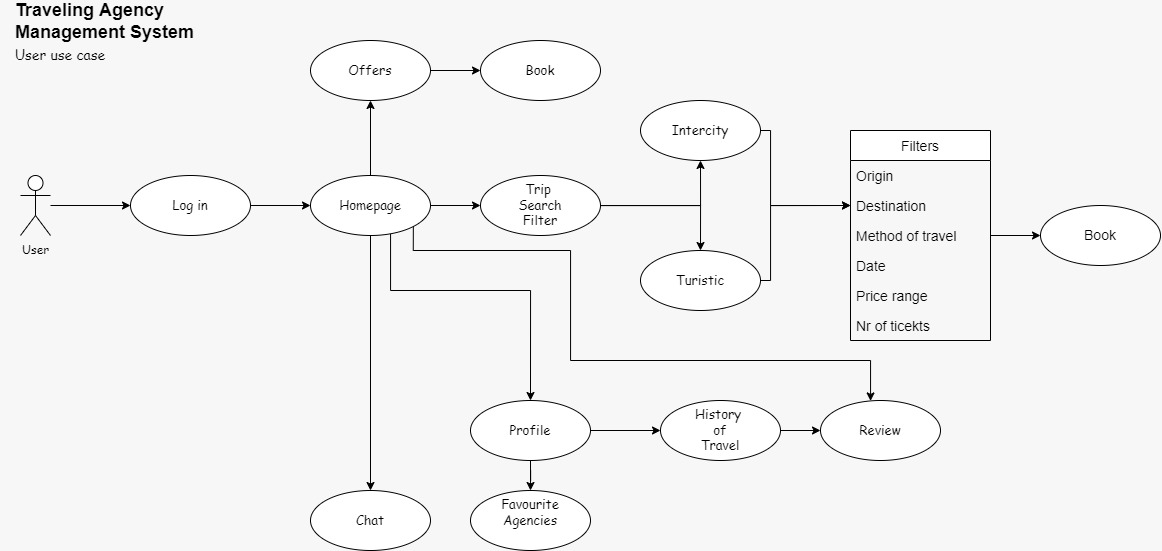 Traveling Agency
Management System
User use case
Offers
Book
Intercity
Filters
Origin
Destination
Method of travel
Date
Price range
Nr of ticekts
User
Log in
Homepage
Trip
Search
Filter
Book
Turistic
Profile
History
of
Travel
Review
Chat
Favourite
Agencies